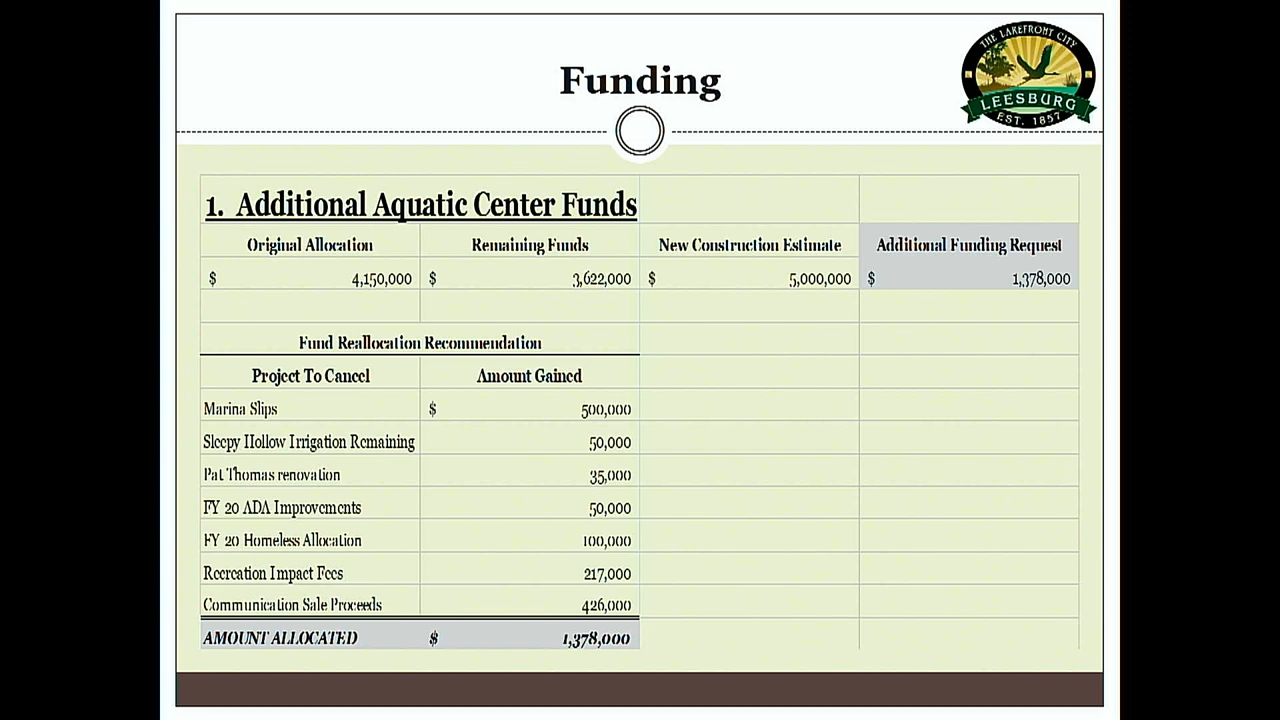 Funding
THE LAKEFRONT CITY
LEESBURG
EST. 1857
1. Additional Aquatic Center Funds
Original Allocation Remaining Funds New Construction Estimate Additional Funding Request
$ 4,150,000 $ 3,622,000 $ 5,000,000 $ 1,378,000
Fund Reallocation Recommendation
Project To Cancel Amount Gained
Marina Slips $ 500,000
Sleepy Hollow Irrigation Remaining 50,000
Pat Thomas renovation 35,000
FY 20 ADA Improvements 50,000
FY 20 Homeless Allocation 100,000
Recreation Impact Fees 217,000
Communication Sale Proceeds 426,000
AMOUNT ALLOCATED $ 1,378,000